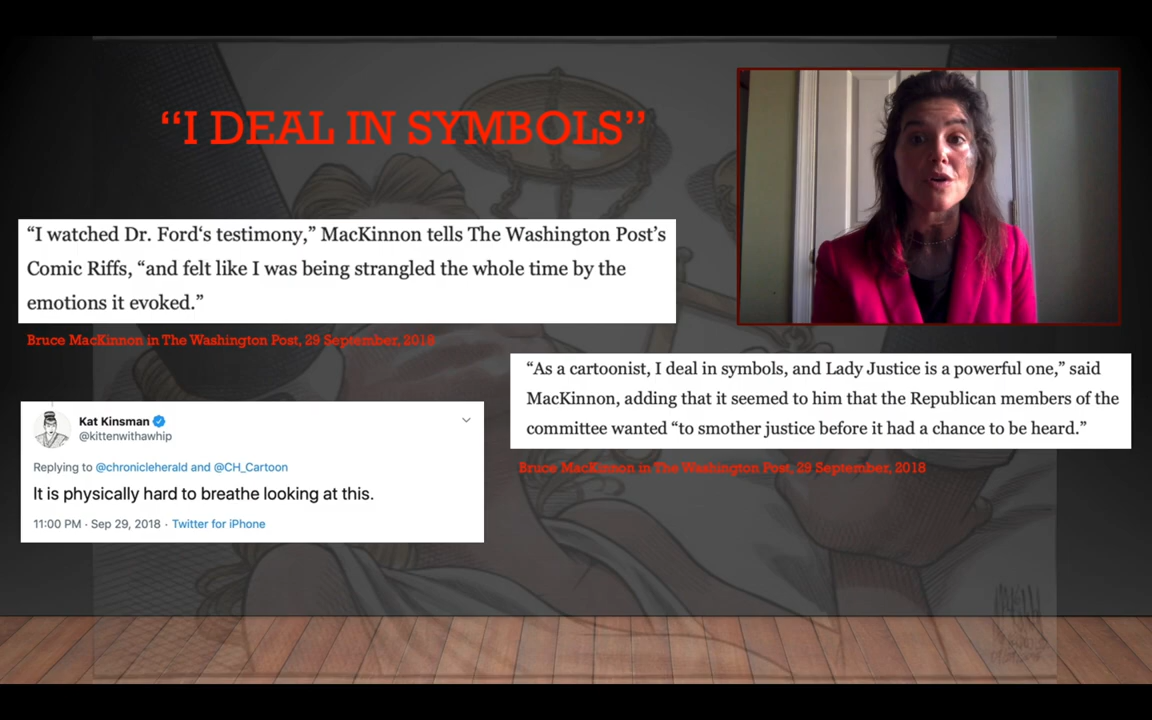 “I DEAL IN SYMBOLS”
“I watched Dr. Ford‘s testimony,” MacKinnon tells The Washington Post’s
Comic Riffs, “and felt like I was being strangled the whole time by the
emotions it evoked.”
Bruce MacKinnon in The Washington Post, 29 September, 2018
“As a cartoonist, I deal in symbols, and Lady Justice is a powerful one,” said
MacKinnon, adding that it seemed to him that the Republican members of the
committee wanted “to smother justice before it had a chance to be heard.”
Bruce MacKinnon in The Washington Post, 29 September, 2018
Kat Kinsman
@kittenwithawhip
Replying to @chronicleherald and @CH_Cartoon
It is physically hard to breathe looking at this.
11:00 PM · Sep 29, 2018 · Twitter for iPhone